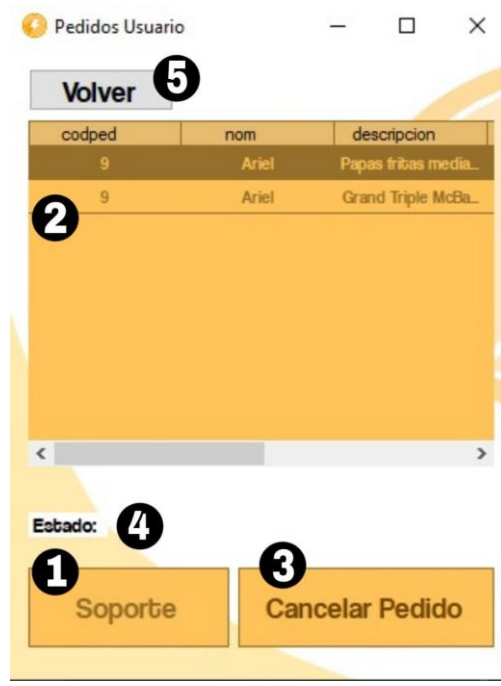 Pedidos Usuario
Volver 5
codped nom descripcion
9 Ariel Papas fritas media...
9 Ariel Grand Triple McBa...
2
Estado: 4
1 3
Soporte Cancelar Pedido